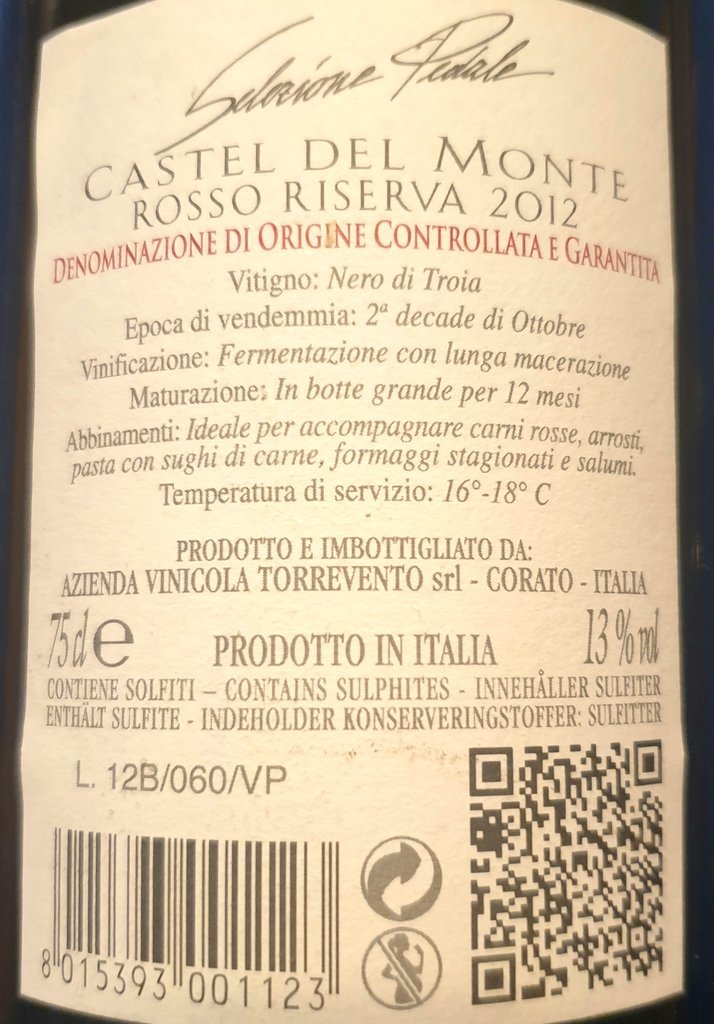 Selezione Pedale
CASTEL DEL MONTE
ROSSO RISERVA 2012
DENOMINAZIONE DI ORIGINE CONTROLLATA E GARANTITA
Vitigno: Nero di Troia
Epoca di vendemmia: 2ª decade di Ottobre
Vinificazione: Fermentazione con lunga macerazione
Maturazione: In botte grande per 12 mesi
Abbinamenti: Ideale per accompagnare carni rosse, arrosti,
pasta con sughi di carne, formaggi stagionati e salumi.
Temperatura di servizio: 16°-18° C
PRODOTTO E IMBOTTIGLIATO DA:
AZIENDA VINICOLA TORREVENTO srl - CORATO - ITALIA
75 cl e PRODOTTO IN ITALIA 13 % vol
CONTIENE SOLFITI – CONTAINS SULPHITES - INNEHÅLLER SULFITER
ENTHÄLT SULFITE - INDEHOLDER KONSERVERINGSTOFFER: SULFITTER
L. 12B/060/VP
8 015393 001123